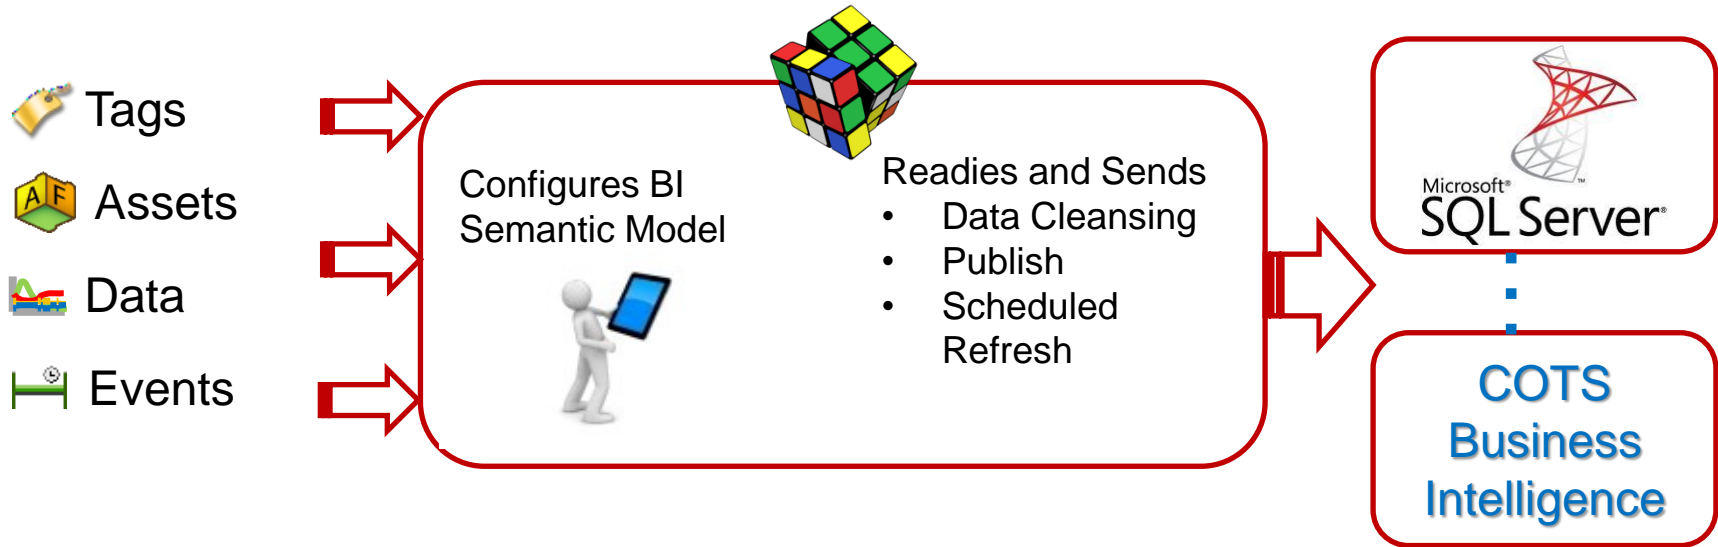 Tags
AF Assets
Data
Events
Configures BI
Semantic Model
Readies and Sends
• Data Cleansing
• Publish
• Scheduled
Refresh
Microsoft®
SQL Server®
COTS
Business
Intelligence